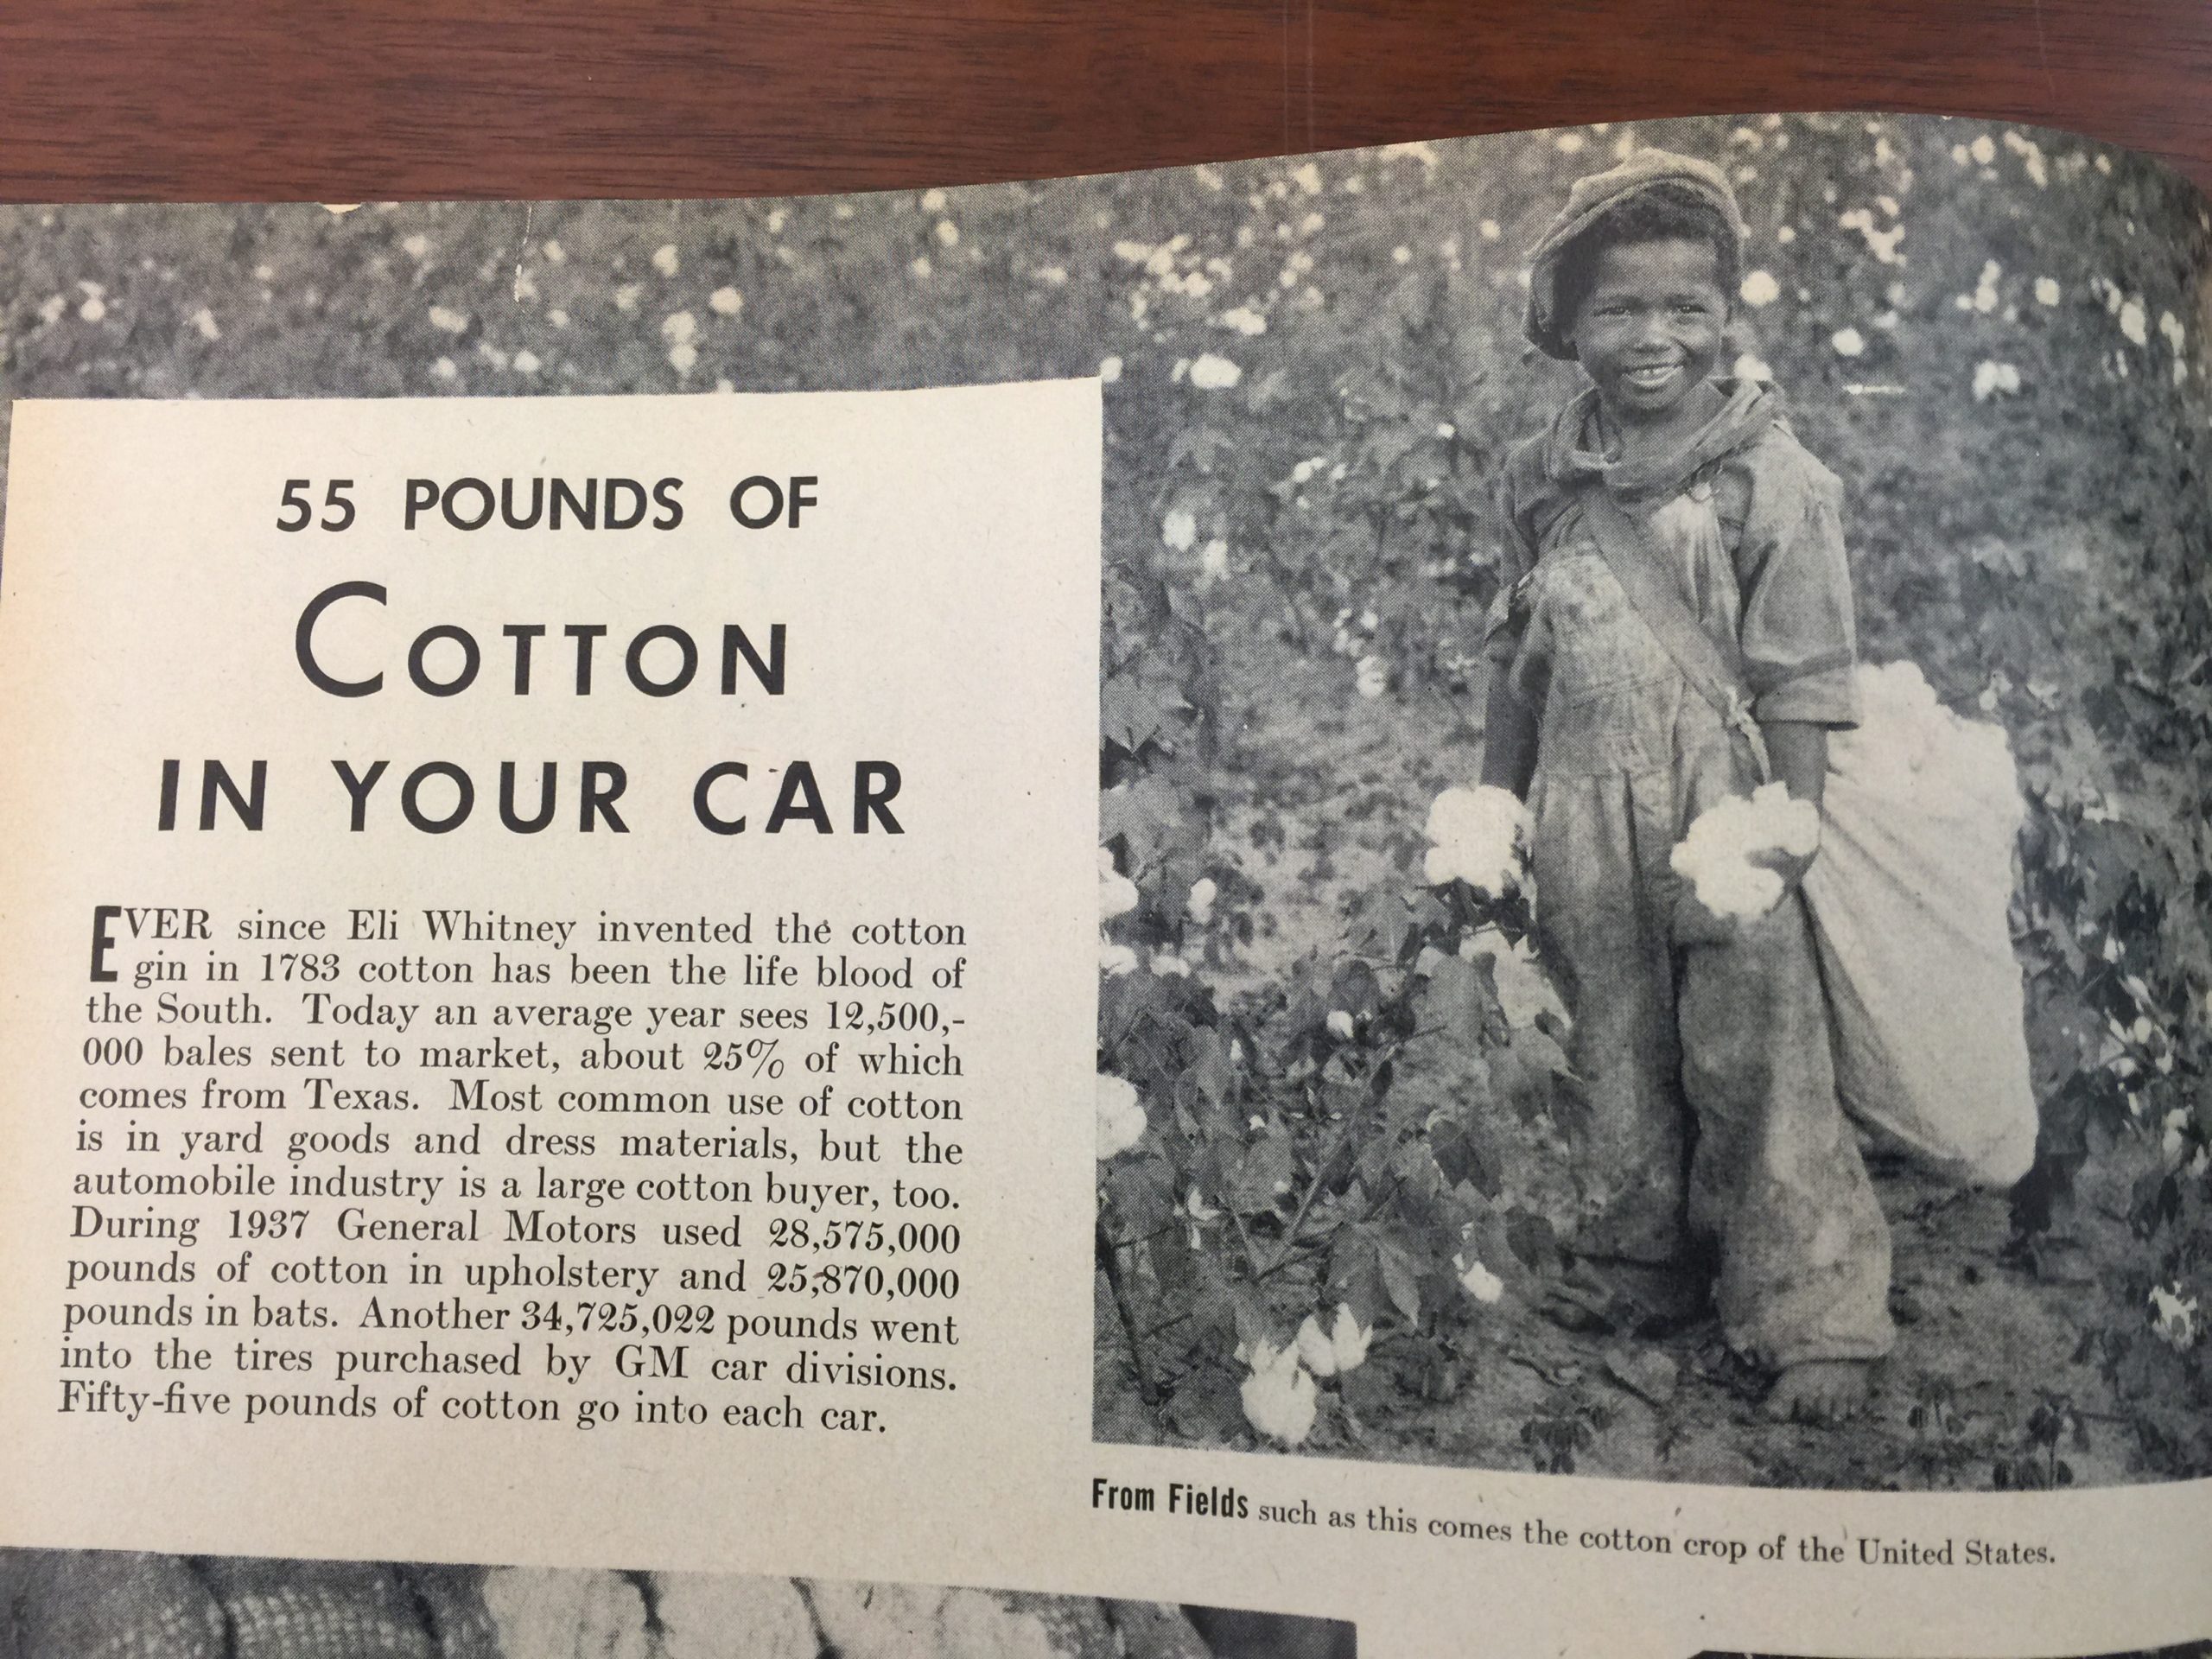 55 POUNDS OF
COTTON
IN YOUR CAR
EVER since Eli Whitney invented the cotton
gin in 1783 cotton has been the life blood of
the South. Today an average year sees 12,500,-
000 bales sent to market, about 25% of which
comes from Texas. Most common use of cotton
is in yard goods and dress materials, but the
automobile industry is a large cotton buyer, too.
During 1937 General Motors used 28,575,000
pounds of cotton in upholstery and 25,870,000
pounds in bats. Another 34,725,022 pounds went
into the tires purchased by GM car divisions.
Fifty-five pounds of cotton go into each car.
From Fields such as this comes the cotton crop of the United States.